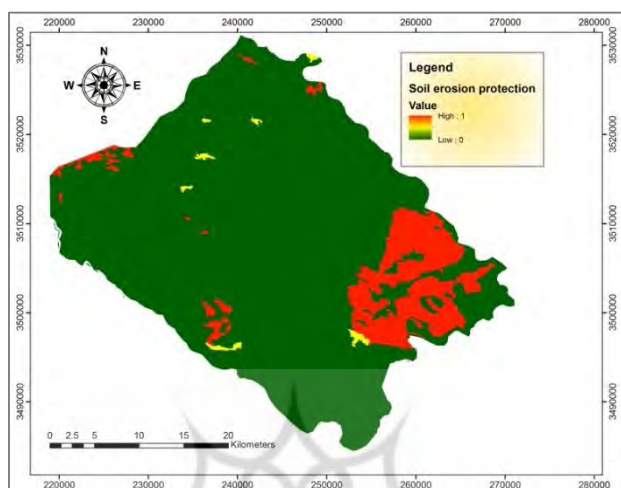 220000 230000 240000 250000 260000 270000 280000
3530000
3520000
3510000
3500000
3490000
N
W E
S
Legend
Soil erosion protection
Value
High : 1
Low : 0
3530000
3520000
3510000
3500000
3490000
0 2.5 5 10 15 20
Kilometers
220000 230000 240000 250000 260000 270000 280000